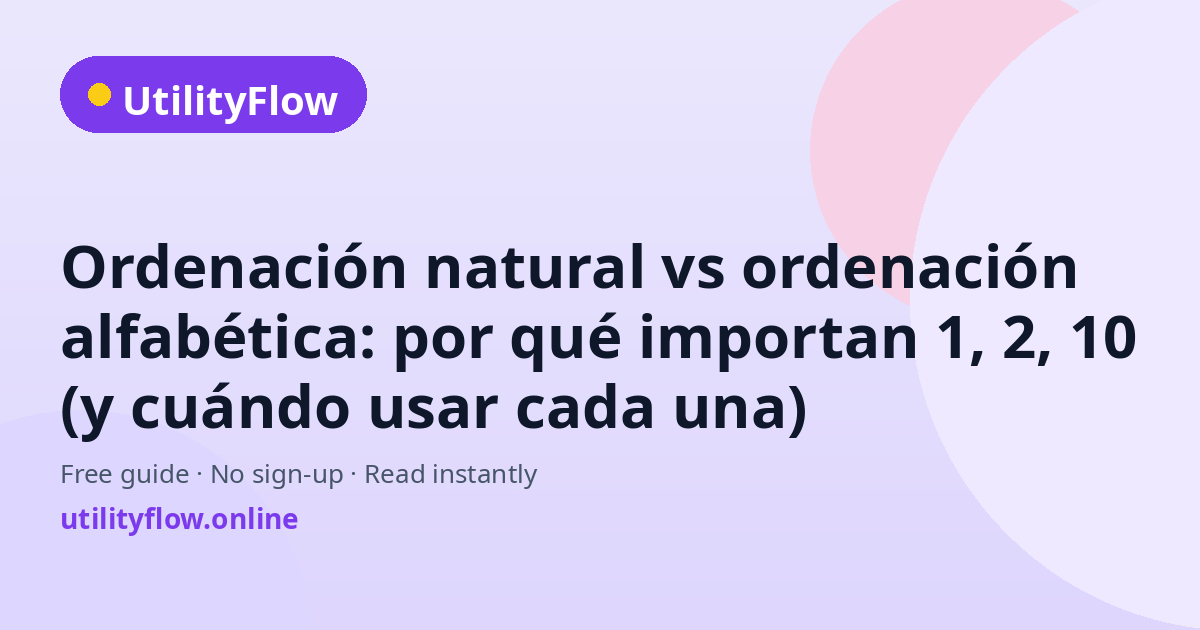 UtilityFlow
Ordenación natural vs ordenación
alfabética: por qué importan 1, 2, 10
(y cuándo usar cada una)
Free guide · No sign-up · Read instantly
utilityflow.online